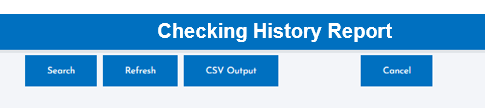 Checking History Report
Search Refresh CSV Output Cancel